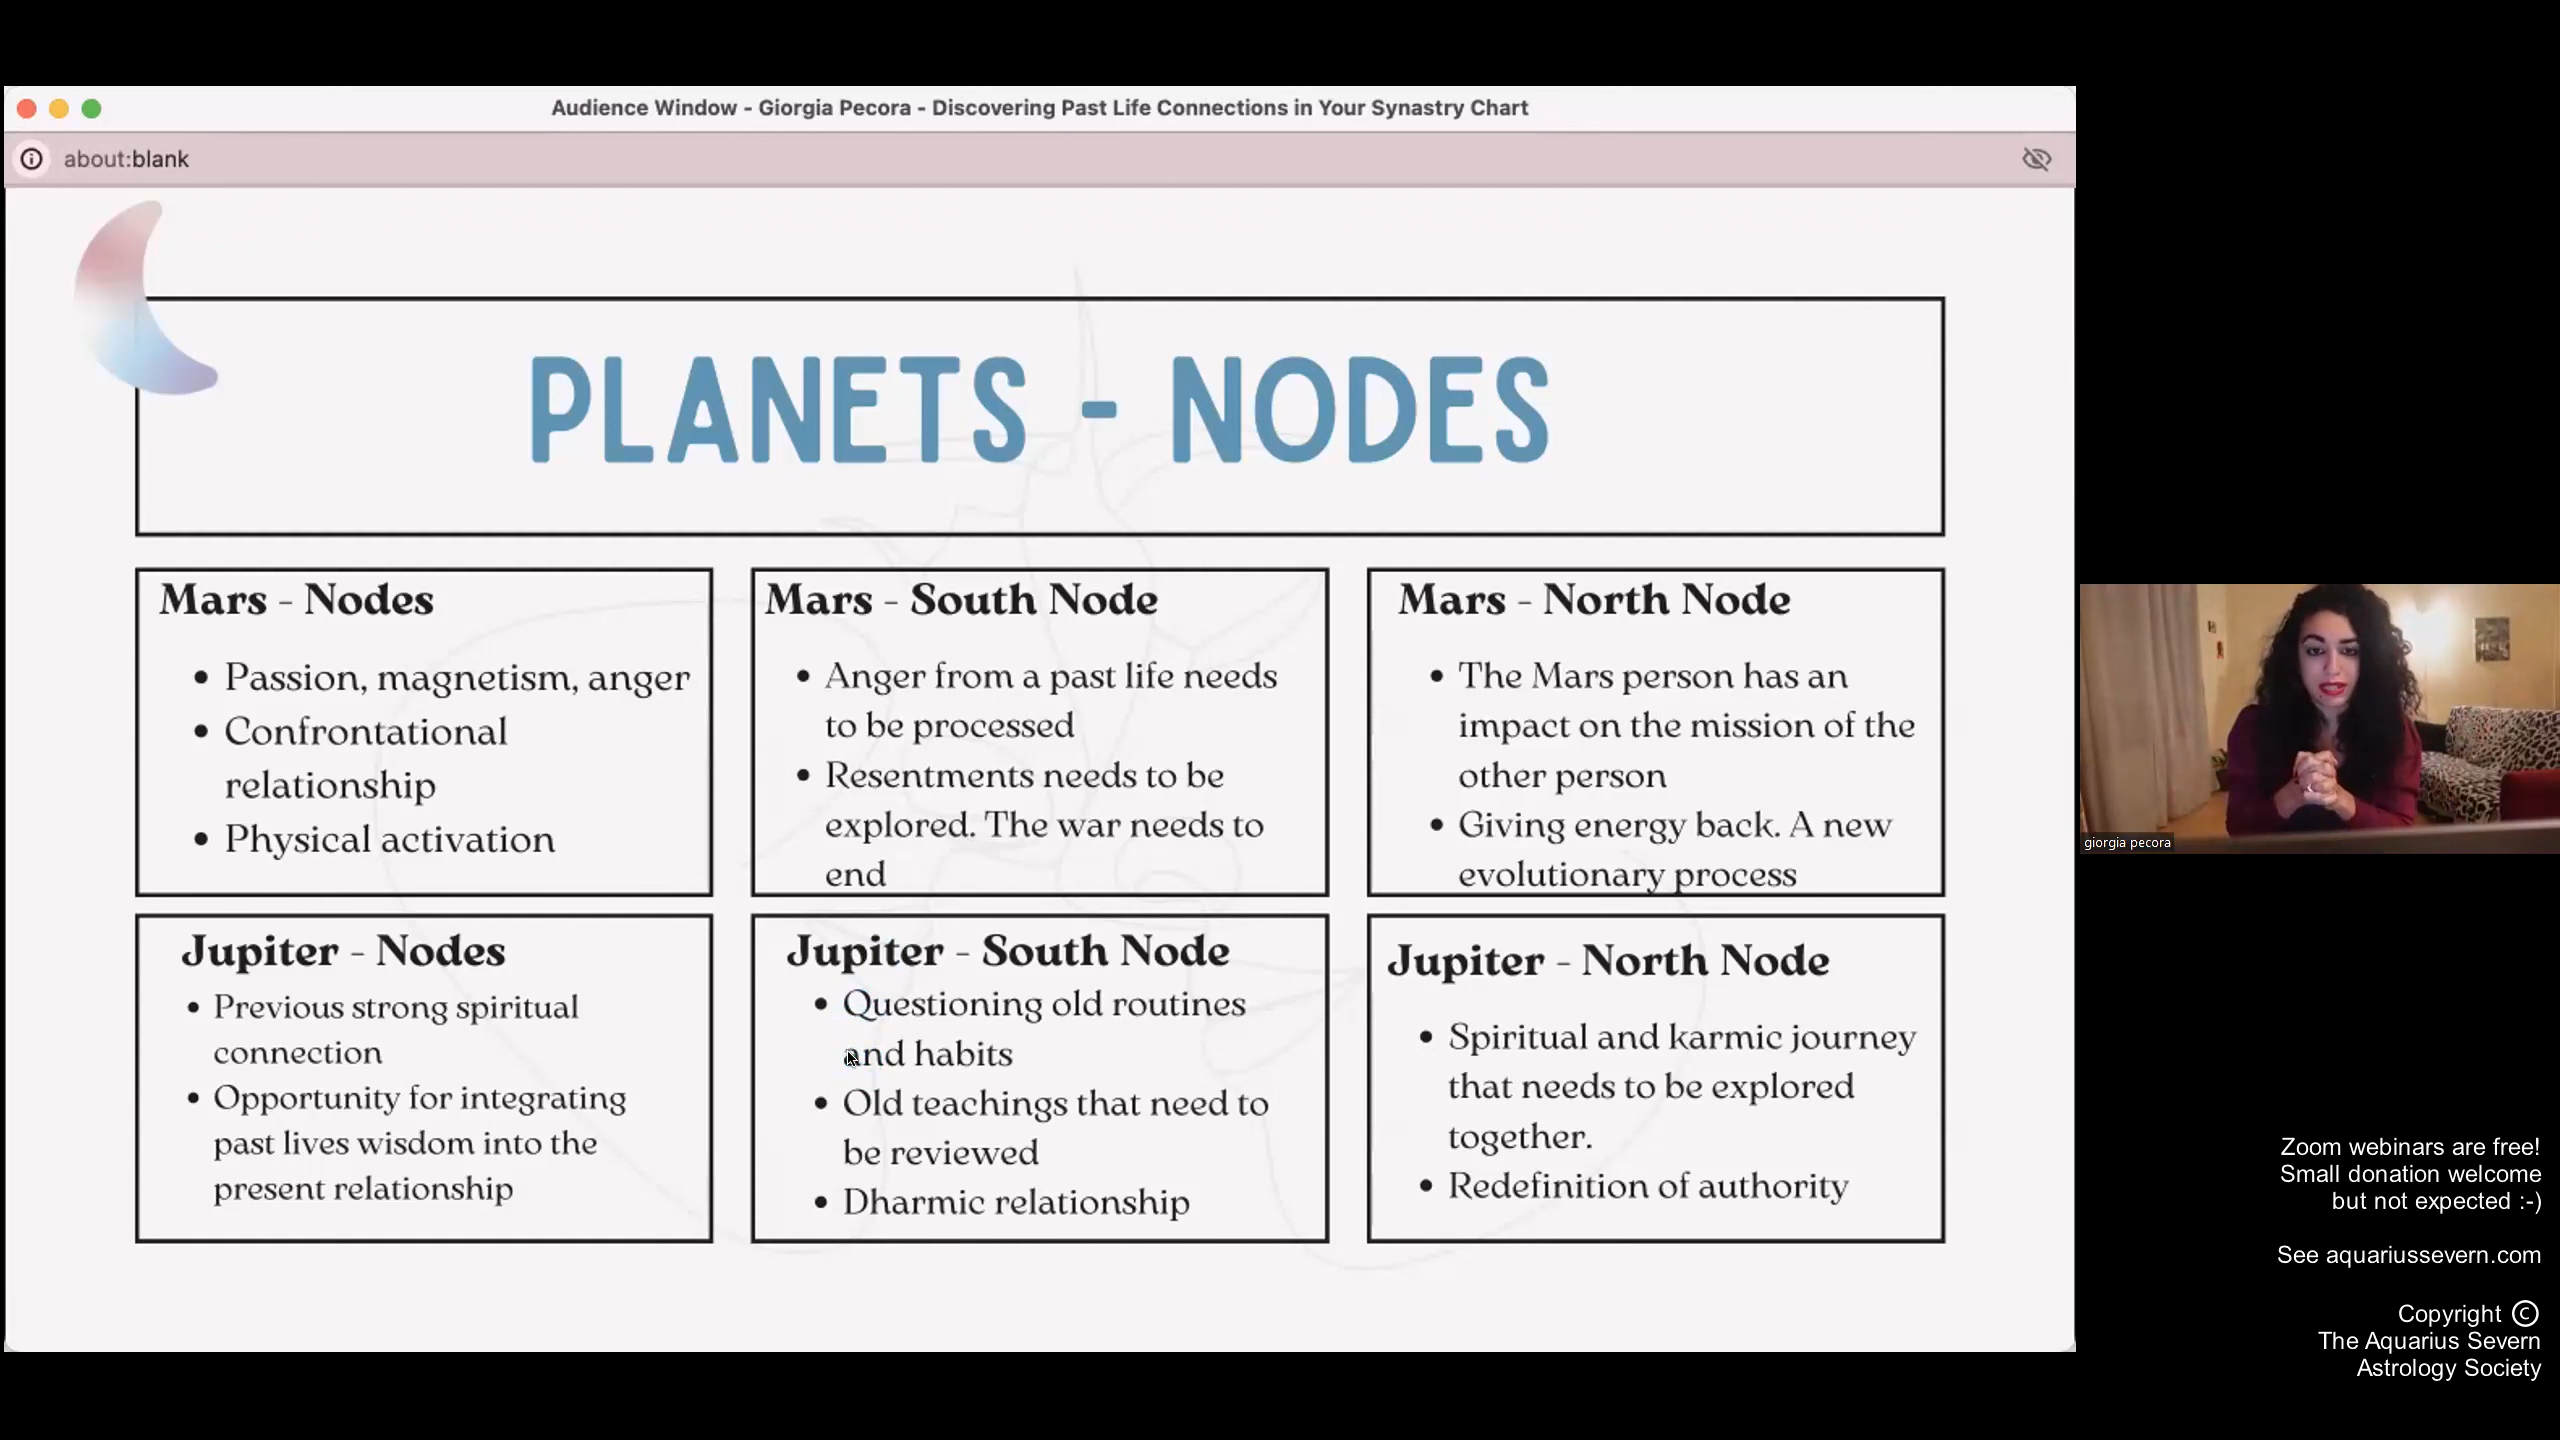 Audience Window - Giorgia Pecora - Discovering Past Life Connections in Your Synastry Chart
about:blank
PLANETS - NODES
Mars - Nodes
• Passion, magnetism, anger
• Confrontational
relationship
• Physical activation
Mars - South Node
• Anger from a past life needs
to be processed
• Resentments needs to be
explored. The war needs to
end
Mars - North Node
• The Mars person has an
impact on the mission of the
other person
• Giving energy back. A new
evolutionary process
Jupiter - Nodes
• Previous strong spiritual
connection
• Opportunity for integrating
past lives wisdom into the
present relationship
Jupiter - South Node
• Questioning old routines
and habits
• Old teachings that need to
be reviewed
• Dharmic relationship
Jupiter - North Node
• Spiritual and karmic journey
that needs to be explored
together.
• Redefinition of authority
giorgia pecora
Zoom webinars are free!
Small donation welcome
but not expected :-)
See aquariussevern.com
Copyright ©
The Aquarius Severn
Astrology Society